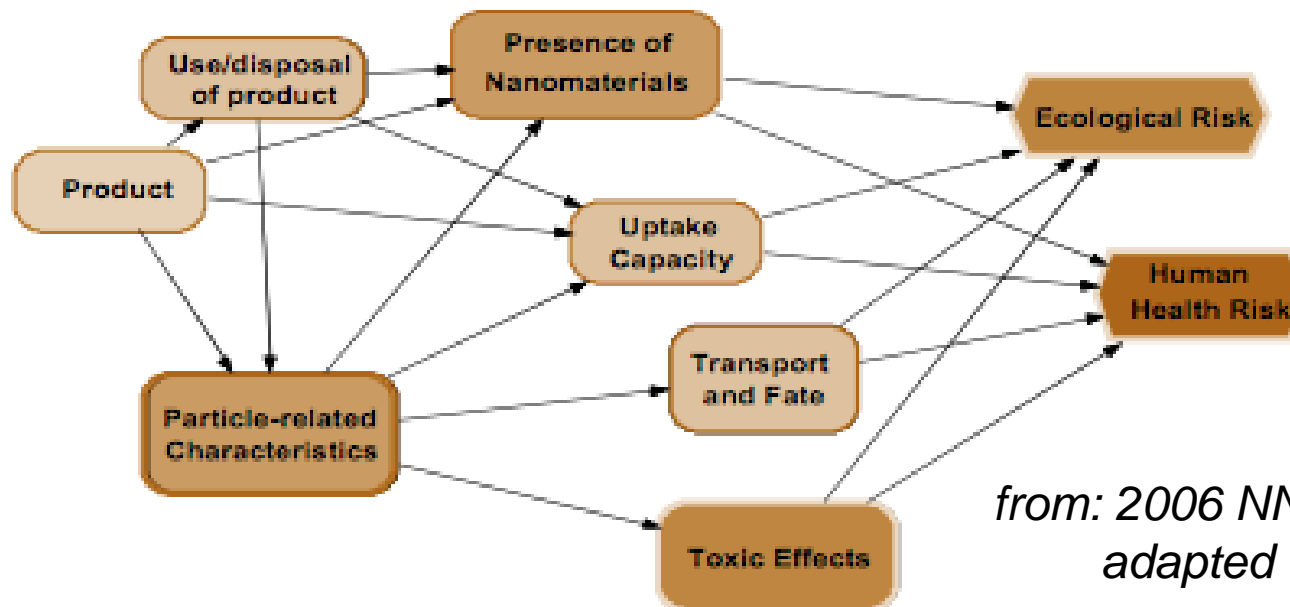 Presence of
Nanomaterials
Use/disposal
of product
Ecological Risk
Product
Uptake
Capacity
Human
Health Risk
Transport
and Fate
Particle-related
Characteristics
Toxic Effects
from: 2006
adapted